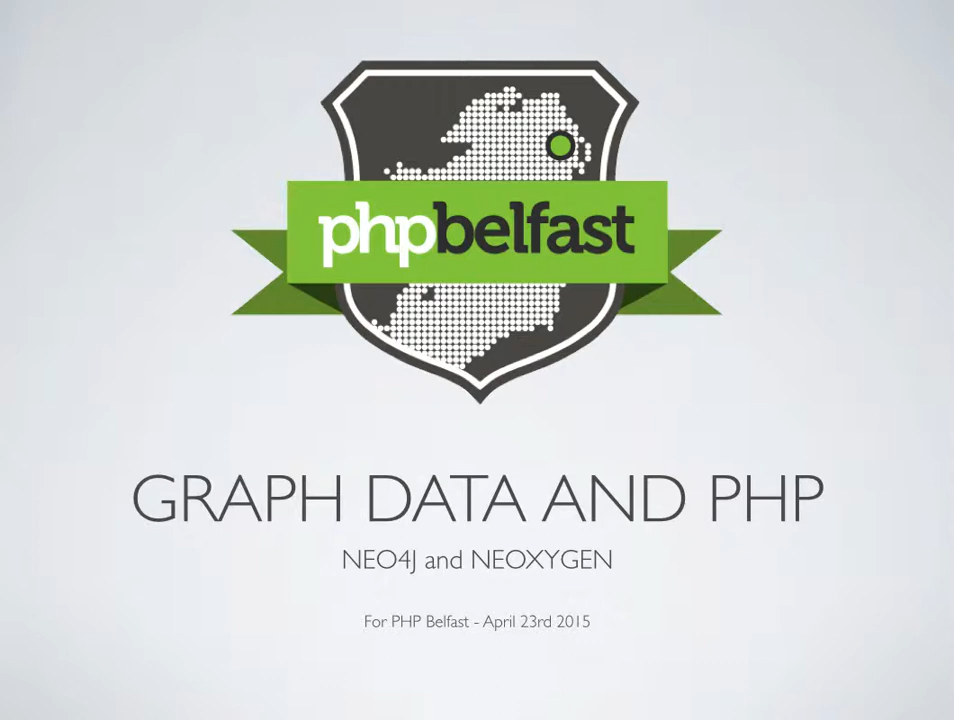 phpbelfast
GRAPH DATA AND PHP
NEO4J and NEOXYGEN
For PHP Belfast - April 23rd 2015